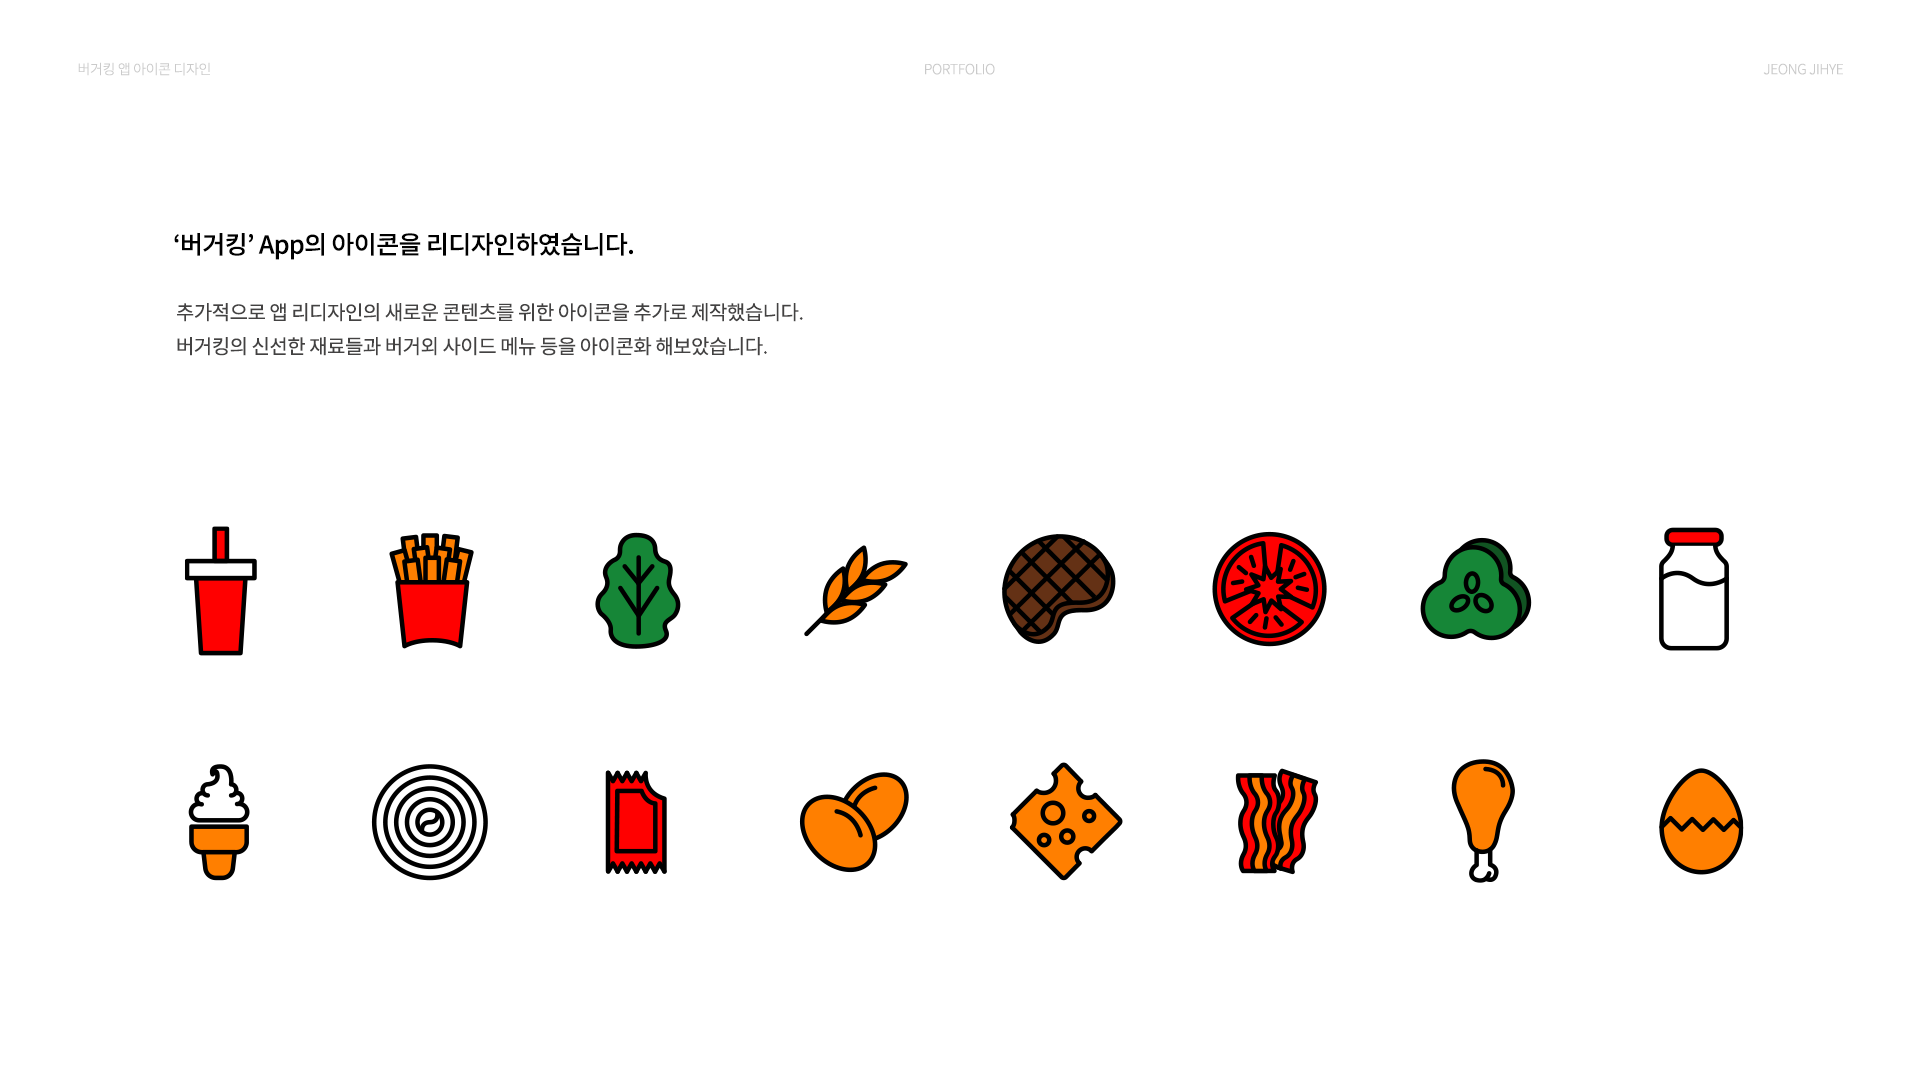 버거킹 앱 아이콘 디자인
PORTFOLIO
JEONG JIHYE
‘버거킹’ App의 아이콘을 리디자인하였습니다.
추가적으로 앱 리디자인의 새로운 콘텐츠를 위한 아이콘을 추가로 제작했습니다.
버거킹의 신선한 재료들과 버거외 사이드 메뉴 등을 아이콘화 해보았습니다.